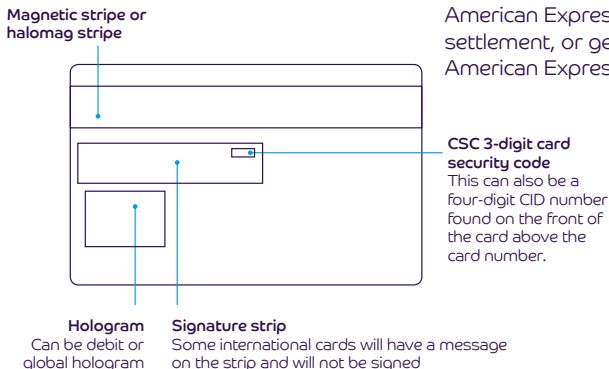 Magnetic stripe or
halomag stripe
American Expres
settlement, or ge
American Expres
CSC 3-digit card
security code
This can also be a
four-digit CID number
found on the front of
the card above the
card number.
Hologram
Can be debit or
global hologram
Signature strip
Some international cards will have a message
on the strip and will not be signed